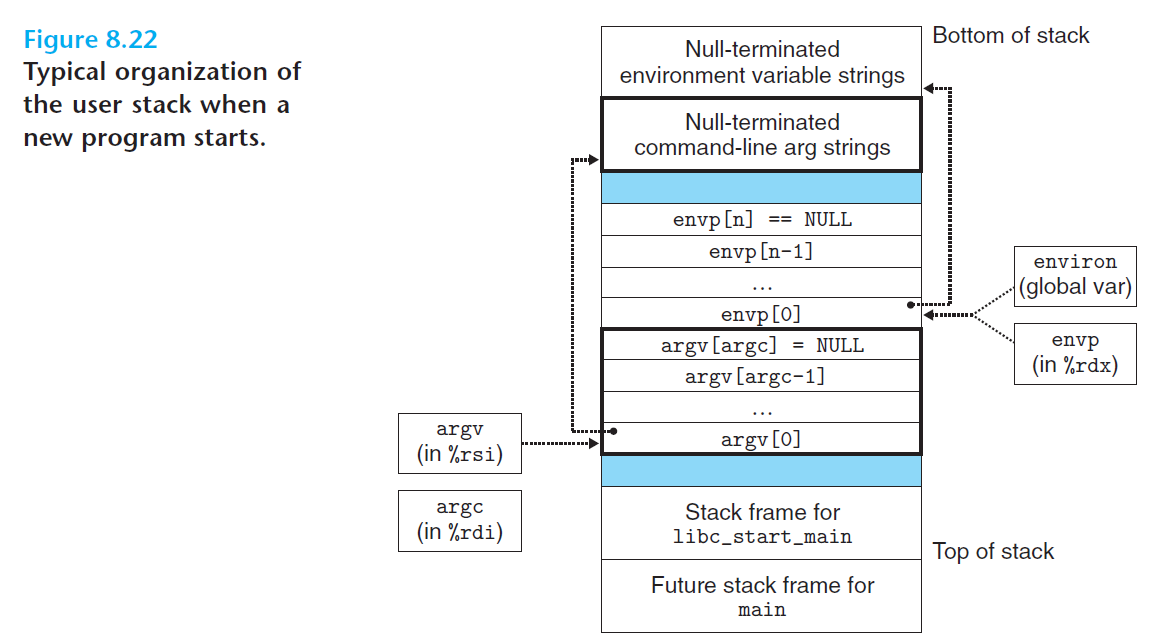 Figure 8.22
Typical organization of
the user stack when a
new program starts.
Bottom of stack
Null-terminated
environment variable strings
Null-terminated
command-line arg strings
envp[n] == NULL
envp[n-1]
...
envp[0]
environ
(global var)
envp
(in %rdx)
argv[argc] = NULL
argv[argc-1]
...
argv[0]
argv
(in %rsi)
argc
(in %rdi)
Stack frame for
libc_start_main
Top of stack
Future stack frame for
main